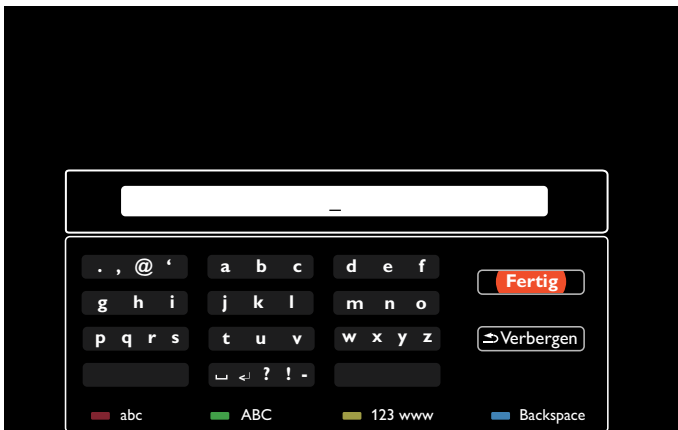 _
. , @ ‘ a b c d e f
Fertig
g h i j k l m n o
p q r s t u v w x y z
Verbergen
␣ ↲ ? ! -
abc ABC 123 www Backspace